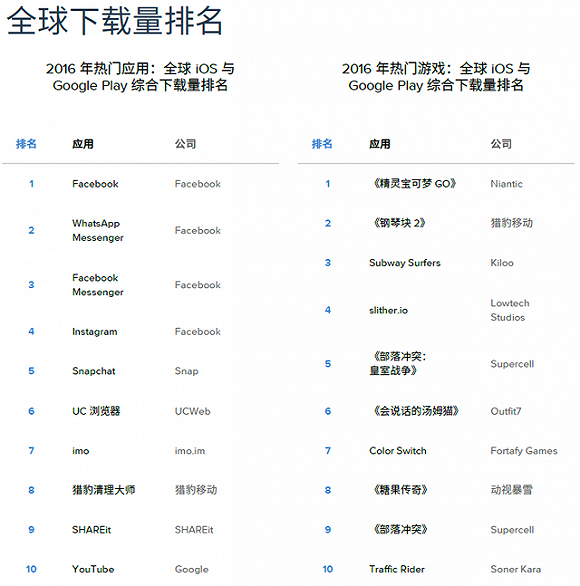 全球下载量排名
2016 年热门应用：全球 iOS 与
Google Play 综合下载量排名
排名 应用 公司
1 Facebook Facebook
2 WhatsApp Messenger Facebook
3 Facebook Messenger Facebook
4 Instagram Facebook
5 Snapchat Snap
6 UC 浏览器 UCWeb
7 imo imo.im
8 猎豹清理大师 猎豹移动
9 SHAREit SHAREit
10 YouTube Google
2016 年热门游戏：全球 iOS 与
Google Play 综合下载量排名
排名 应用 公司
1 《精灵宝可梦 GO》 Niantic
2 《钢琴块 2》 猎豹移动
3 Subway Surfers Kiloo
4 slither.io Lowtech Studios
5 《部落冲突：皇室战争》 Supercell
6 《会说话的汤姆猫》 Outfit7
7 Color Switch Fortafy Games
8 《糖果传奇》 动视暴雪
9 《部落冲突》 Supercell
10 Traffic Rider Soner Kara